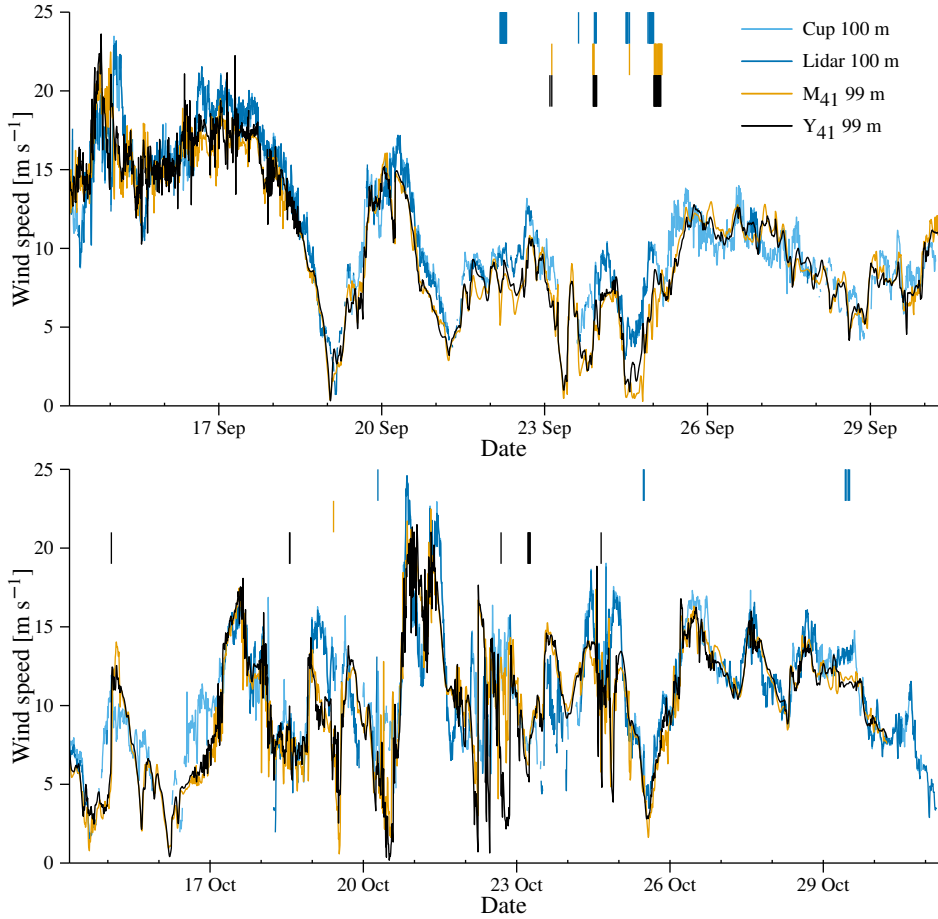 25
20
15
10
5
0
Wind speed [m s⁻¹]
17 Sep
20 Sep
23 Sep
26 Sep
29 Sep
Date
Cup 100 m
Lidar 100 m
M₄₁ 99 m
Y₄₁ 99 m
25
20
15
10
5
0
Wind speed [m s⁻¹]
17 Oct
20 Oct
23 Oct
26 Oct
29 Oct
Date